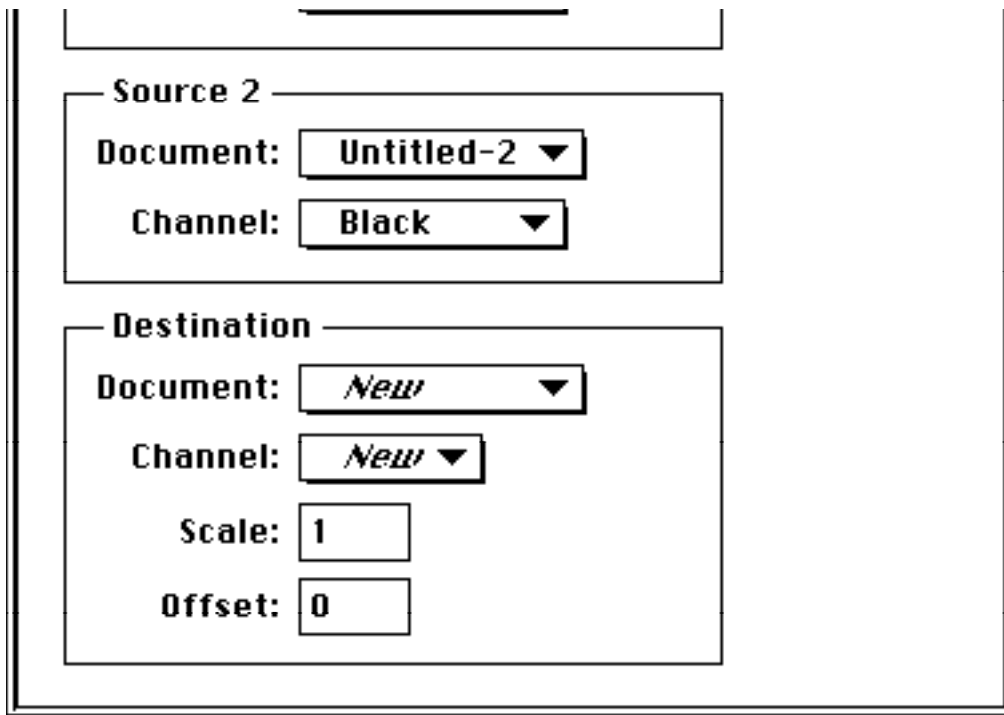 Source 2
Document: Untitled-2
Channel: Black
Destination
Document: New
Channel: New
Scale: 1
Offset: 0